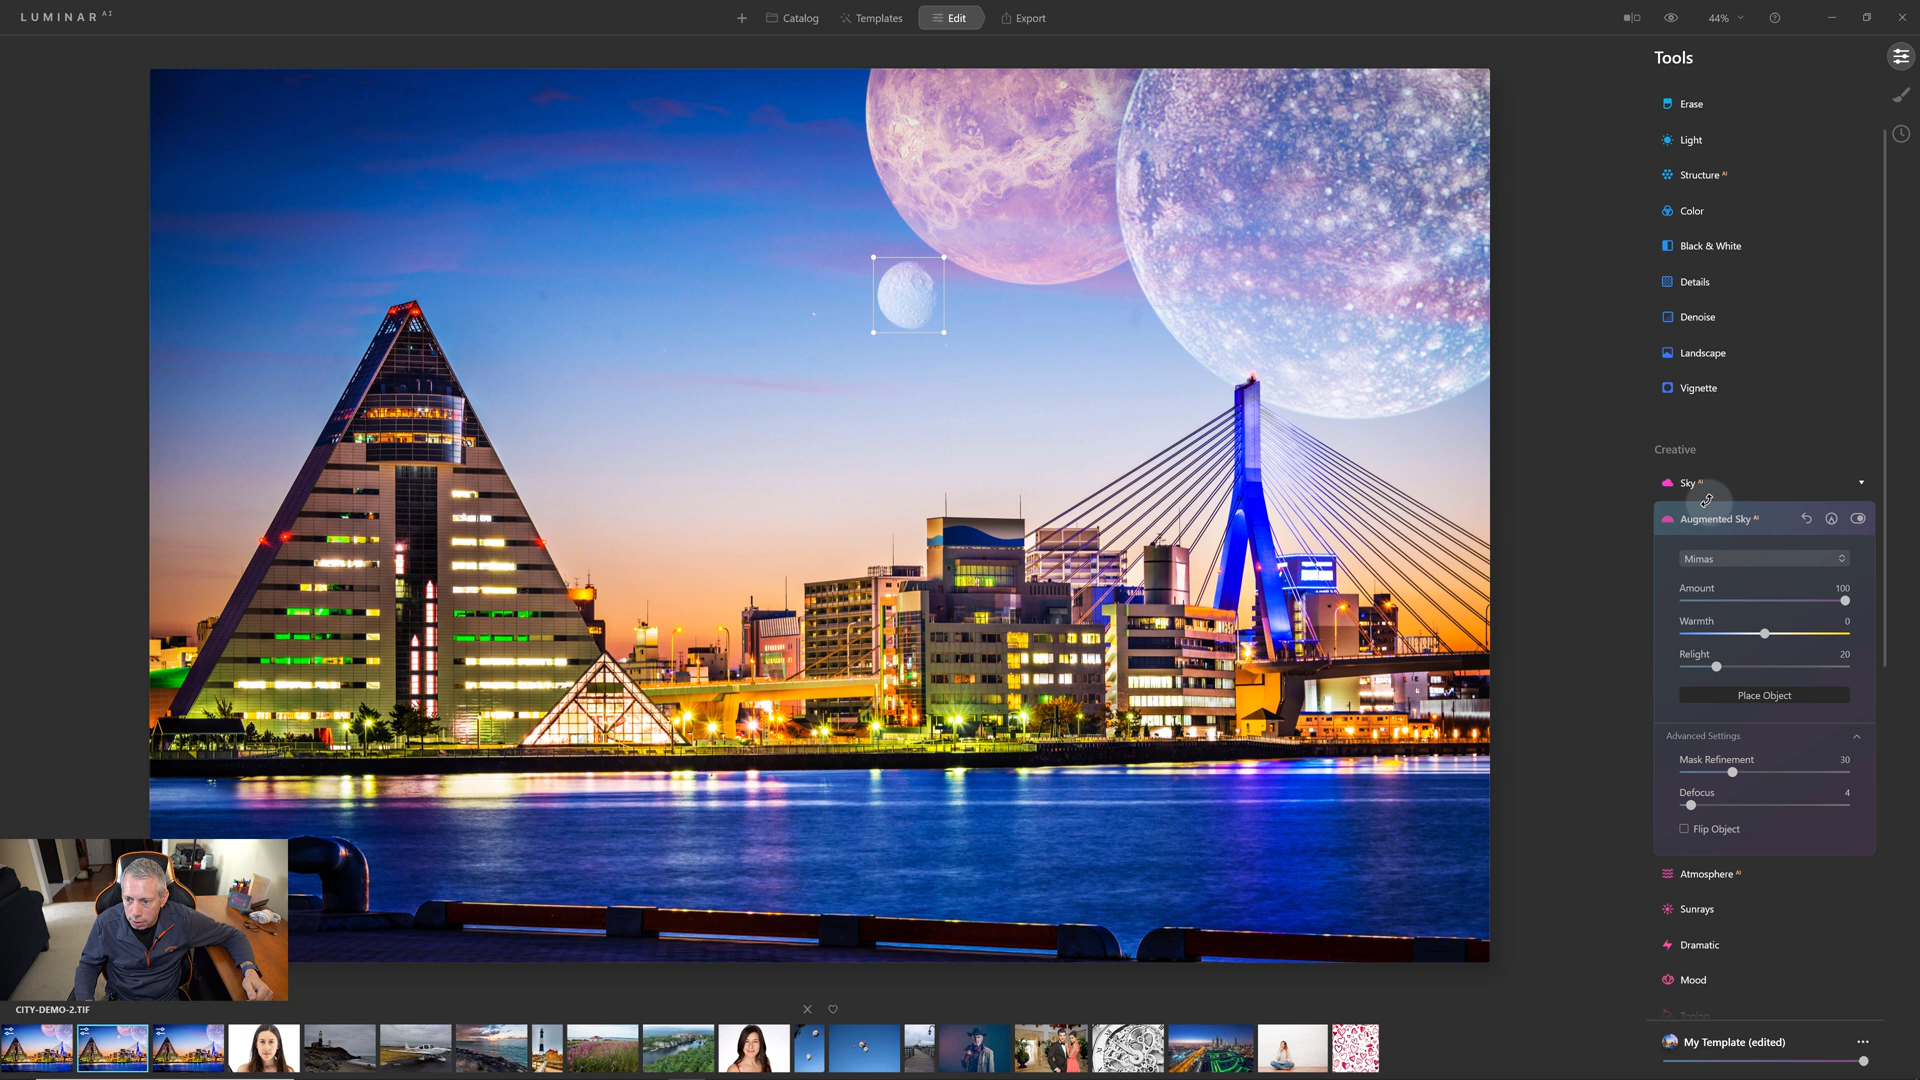 LUMINAR AI
Catalog
Templates
Edit
Export
44%
Tools
Erase
Light
Structure AI
Color
Black & White
Details
Denoise
Landscape
Vignette
Creative
Sky AI
Augmented Sky AI
Mimas
Amount 100
Warmth 0
Relight 20
Place Object
Advanced Settings
Mask Refinement 30
Defocus 4
Flip Object
Atmosphere AI
Sunrays
Dramatic
Mood
CITY-DEMO-2.TIF
My Template (edited)